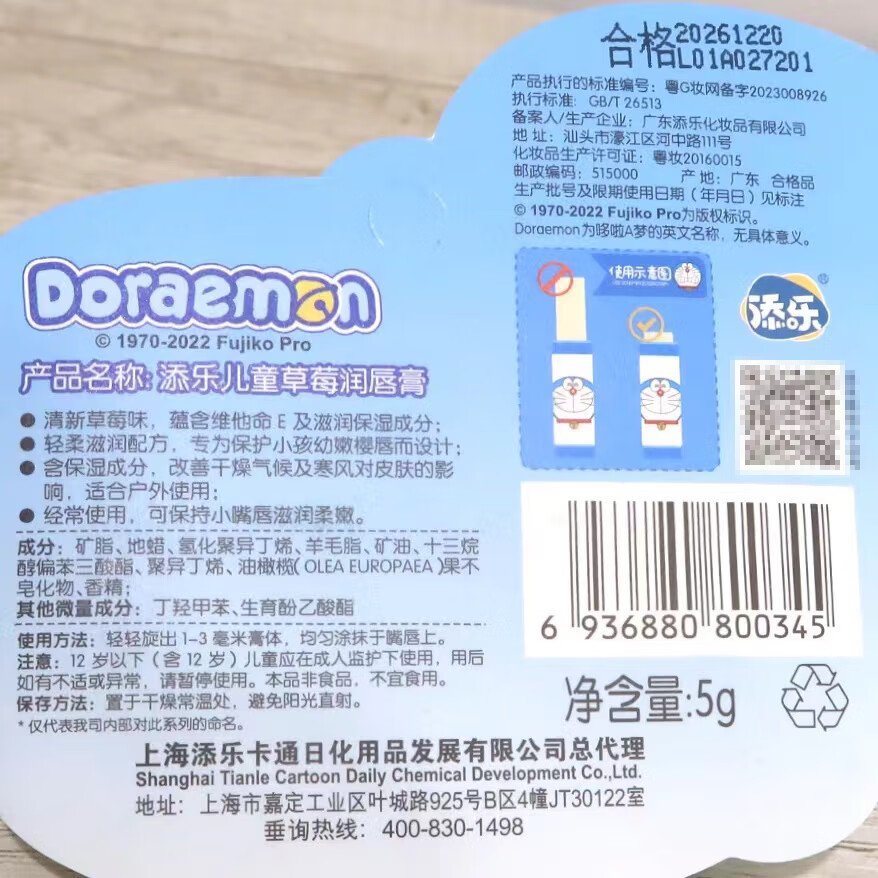 合格20261220
L01A027201
产品执行的标准编号：粤G妆网备字2023008926
执行标准：GB/T 26513
备案人/生产企业：广东添乐化妆品有限公司
地 址：汕头市濠江区河中路111号
化妆品生产许可证：粤妆20160015
邮政编码：515000 产 地：广东 合格品
生产批号及限期使用日期（年月日）见标注
© 1970-2022 Fujiko Pro为版权标识。
Doraemon为哆啦A梦的英文名称，无具体意义。
使用示意图
添乐®
Doraemon
© 1970-2022 Fujiko Pro
产品名称：添乐儿童草莓润唇膏
● 清新草莓味，蕴含维他命E及滋润保湿成分；
● 轻柔滋润配方，专为保护小孩幼嫩樱唇而设计；
● 含保湿成分，改善干燥气候及寒风对皮肤的影
响，适合户外使用；
● 经常使用，可保持小嘴唇滋润柔嫩。
成分：矿脂、地蜡、氢化聚异丁烯、羊毛脂、矿油、十三烷
醇偏苯三酸酯、聚异丁烯、油橄榄(OLEA EUROPAEA)果不
皂化物、香精；
其他微量成分：丁羟甲苯、生育酚乙酸酯
使用方法：轻轻旋出1-3毫米膏体，均匀涂抹于嘴唇上。
注意：12岁以下（含12岁）儿童应在成人监护下使用，用后
如有不适或异常，请暂停使用。本品非食品，不宜食用。
保存方法：置于干燥常温处，避免阳光直射。
*仅代表我司内部对此系列的命名。
6 936880 800345
净含量:5g
上海添乐卡通日化用品发展有限公司总代理
Shanghai Tianle Cartoon Daily Chemical Development Co.,Ltd.
地址：上海市嘉定工业区叶城路925号B区4幢JT30122室
垂询热线：400-830-1498